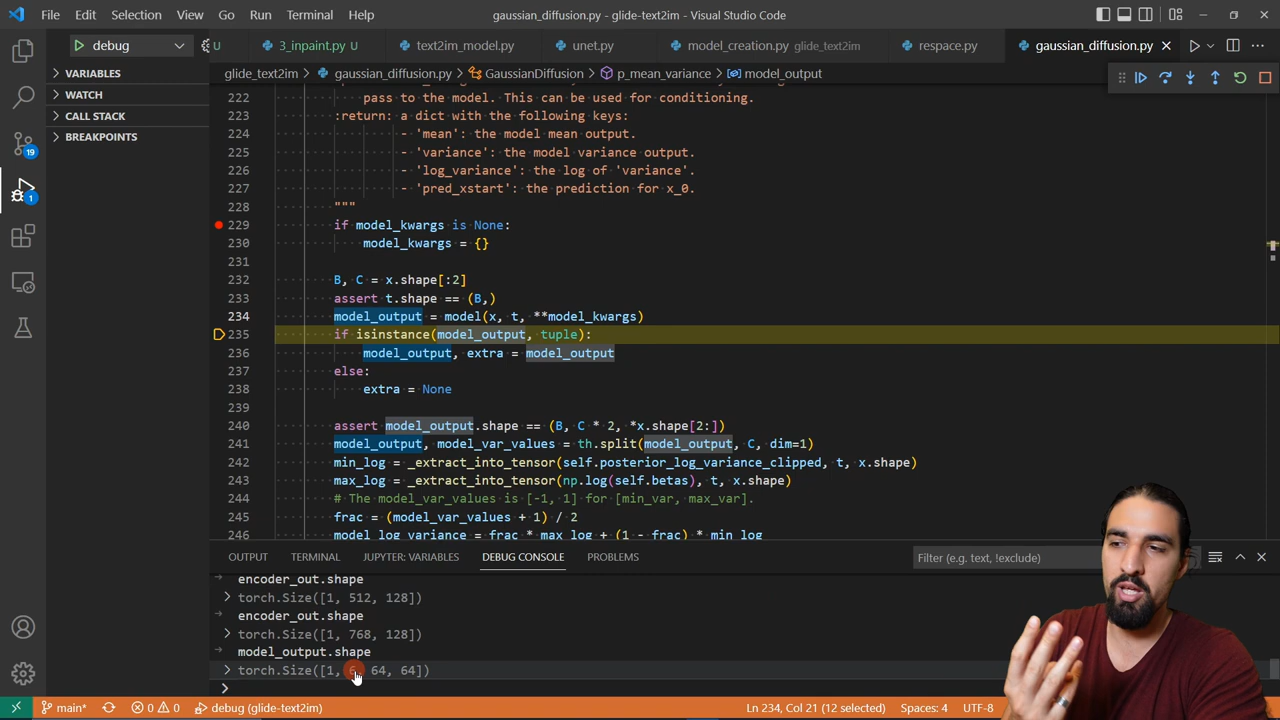 File Edit Selection View Go Run Terminal Help
gaussian_diffusion.py - glide-text2im - Visual Studio Code
debug
U
3_inpaint.py U
text2im_model.py
unet.py
model_creation.py glide_text2im
respace.py
gaussian_diffusion.py
VARIABLES
WATCH
CALL STACK
BREAKPOINTS
19
1
glide_text2im > gaussian_diffusion.py > GaussianDiffusion > p_mean_variance > model_output
222 pass to the model. This can be used for conditioning.
223 :return: a dict with the following keys:
224 - 'mean': the model mean output.
225 - 'variance': the model variance output.
226 - 'log_variance': the log of 'variance'.
227 - 'pred_xstart': the prediction for x_0.
228 """
229 if model_kwargs is None:
230 model_kwargs = {}
231
232 B, C = x.shape[:2]
233 assert t.shape == (B,)
234 model_output = model(x, t, **model_kwargs)
235 if isinstance(model_output, tuple):
236 model_output, extra = model_output
237 else:
238 extra = None
239
240 assert model_output.shape == (B, C * 2, *x.shape[2:])
241 model_output, model_var_values = th.split(model_output, C, dim=1)
242 min_log = _extract_into_tensor(self.posterior_log_variance_clipped, t, x.shape)
243 max_log = _extract_into_tensor(np.log(self.betas), t, x.shape)
244 # The model_var_values is [-1, 1] for [min_var, max_var].
245 frac = (model_var_values + 1) / 2
246 model_log_variance = frac * max_log + (1 - frac) * min_log
OUTPUT TERMINAL JUPYTER: VARIABLES DEBUG CONSOLE PROBLEMS
Filter (e.g. text, !exclude)
encoder_out.shape
torch.Size([1, 512, 128])
encoder_out.shape
torch.Size([1, 768, 128])
model_output.shape
torch.Size([1, 6, 64, 64])
main* 0 0 debug (glide-text2im)
Ln 234, Col 21 (12 selected) Spaces: 4 UTF-8